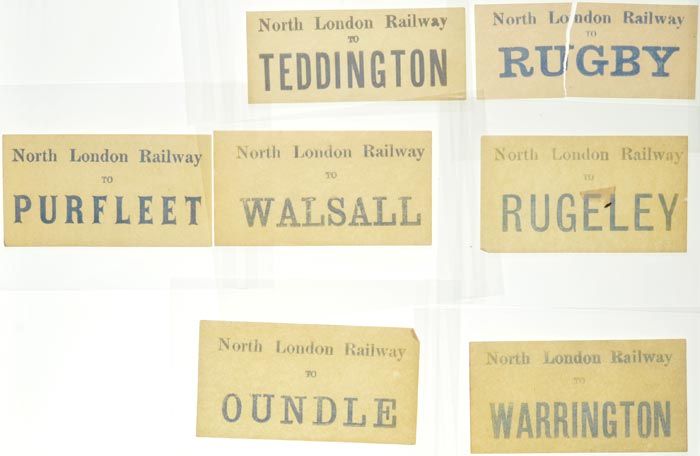 North London Railway
TO
TEDDINGTON
North London Railway
TO
RUGBY
North London Railway
TO
PURFLEET
North London Railway
TO
WALSALL
North London Railway
TO
RUGELEY
North London Railway
TO
OUNDLE
North London Railway
TO
WARRINGTON